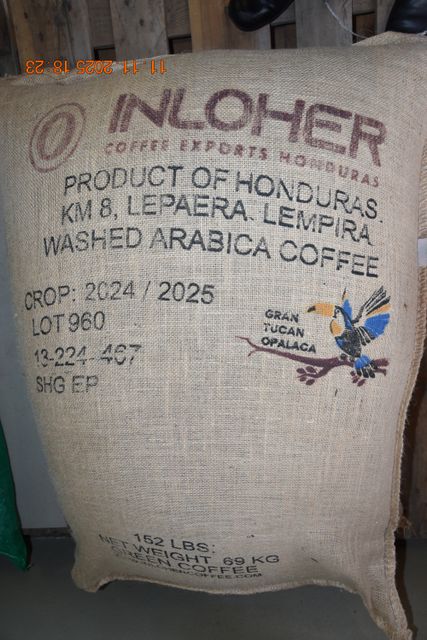 11 11 2025 18 23
INLOHER
COFFEE EXPORTS HONDURAS
PRODUCT OF HONDURAS.
KM 8, LEPAERA. LEMPIRA
WASHED ARABICA COFFEE
CROP: 2024 / 2025
LOT 960
13-224-467
SHG EP
GRAN
TUCAN
OPALACA
152 LBS.
NET WEIGHT 69 KG
GREEN COFFEE